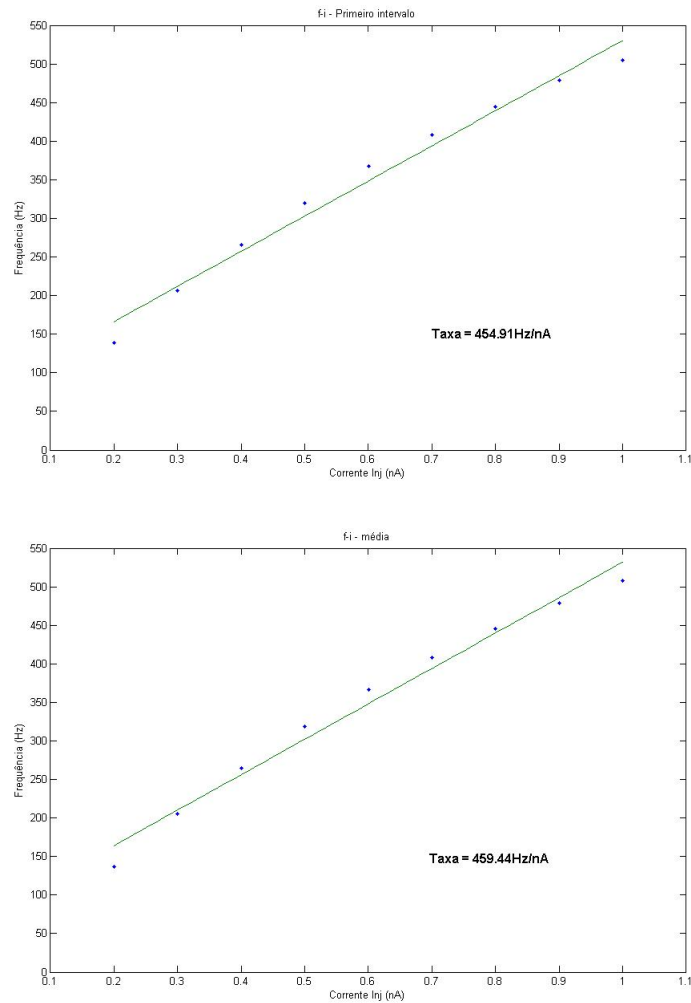 f-i - Primeiro intervalo
550
500
450
400
350
300
250
200
150
100
50
0
Frequência (Hz)
Taxa = 454.91Hz/nA
0.1 0.2 0.3 0.4 0.5 0.6 0.7 0.8 0.9 1 1.1
Corrente Inj (nA)
f-i - média
550
500
450
400
350
300
250
200
150
100
50
0
Frequência (Hz)
Taxa = 459.44Hz/nA
0.1 0.2 0.3 0.4 0.5 0.6 0.7 0.8 0.9 1 1.1
Corrente Inj (nA)